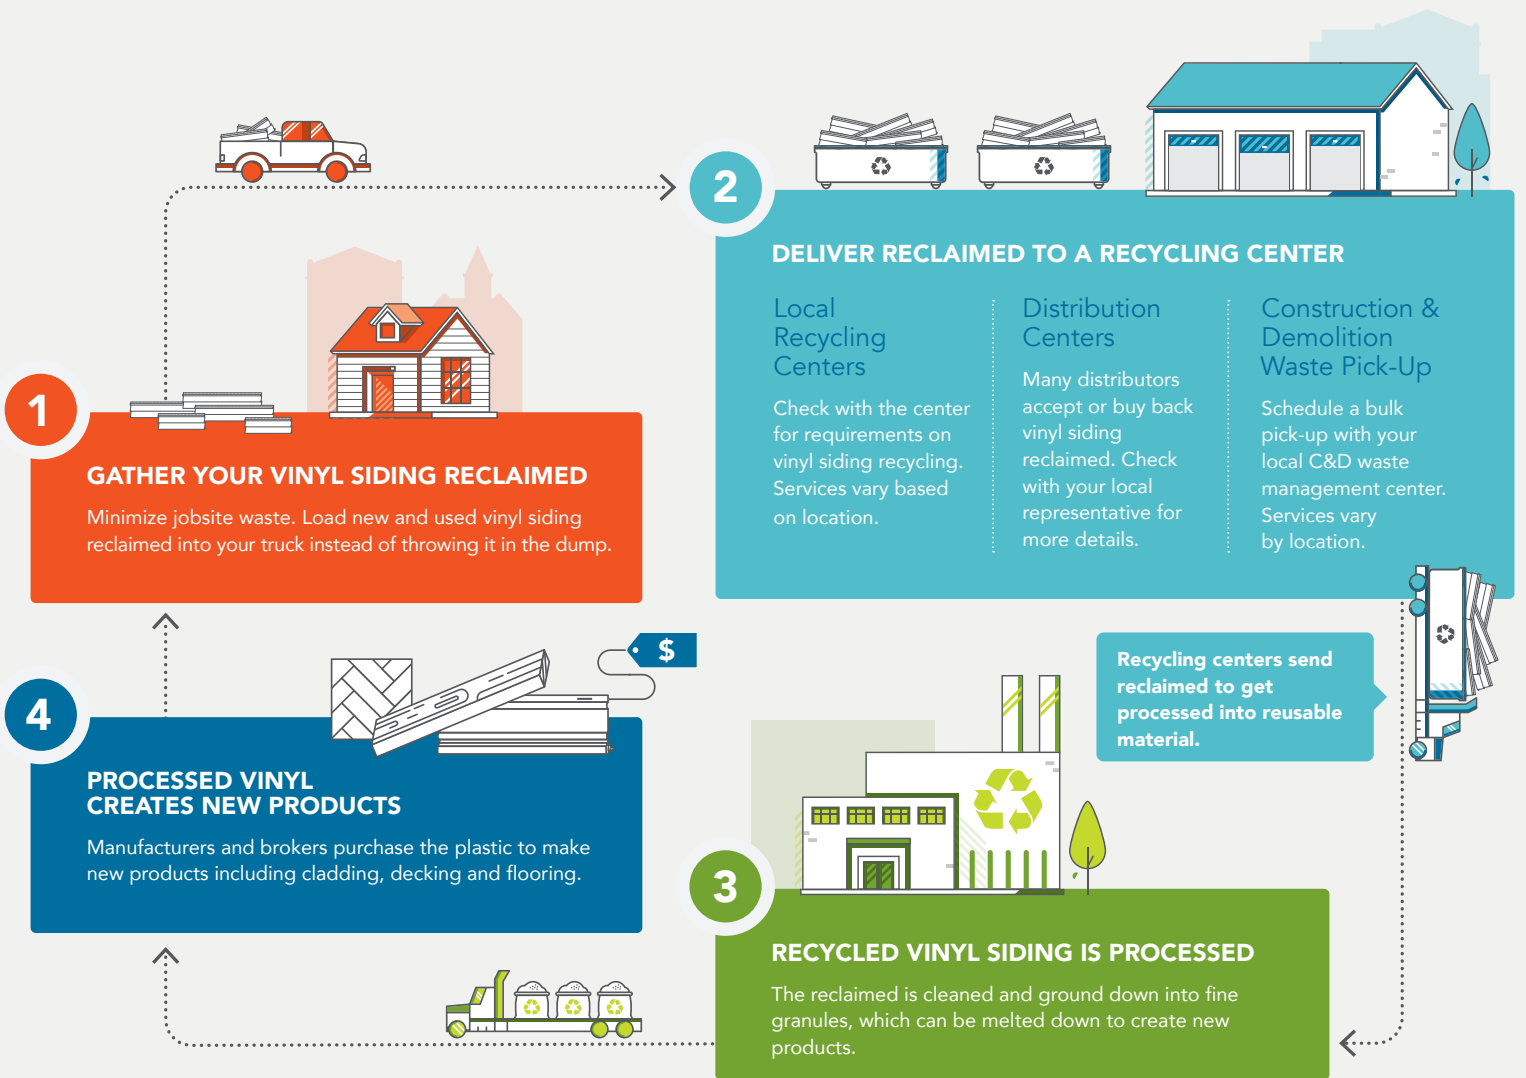 1
GATHER YOUR VINYL SIDING RECLAIMED
Minimize jobsite waste. Load new and used vinyl siding
reclaimed into your truck instead of throwing it in the dump.
2
DELIVER RECLAIMED TO A RECYCLING CENTER
Local
Recycling
Centers
Check with the center
for requirements on
vinyl siding recycling.
Services vary based
on location.
Distribution
Centers
Many distributors
accept or buy back
vinyl siding
reclaimed. Check
with your local
representative for
more details.
Construction &
Demolition
Waste Pick-Up
Schedule a bulk
pick-up with your
local C&D waste
management center.
Services vary
by location.
Recycling centers send
reclaimed to get
processed into reusable
material.
3
RECYCLED VINYL SIDING IS PROCESSED
The reclaimed is cleaned and ground down into fine
granules, which can be melted down to create new
products.
4
$
PROCESSED VINYL
CREATES NEW PRODUCTS
Manufacturers and brokers purchase the plastic to make
new products including cladding, decking and flooring.